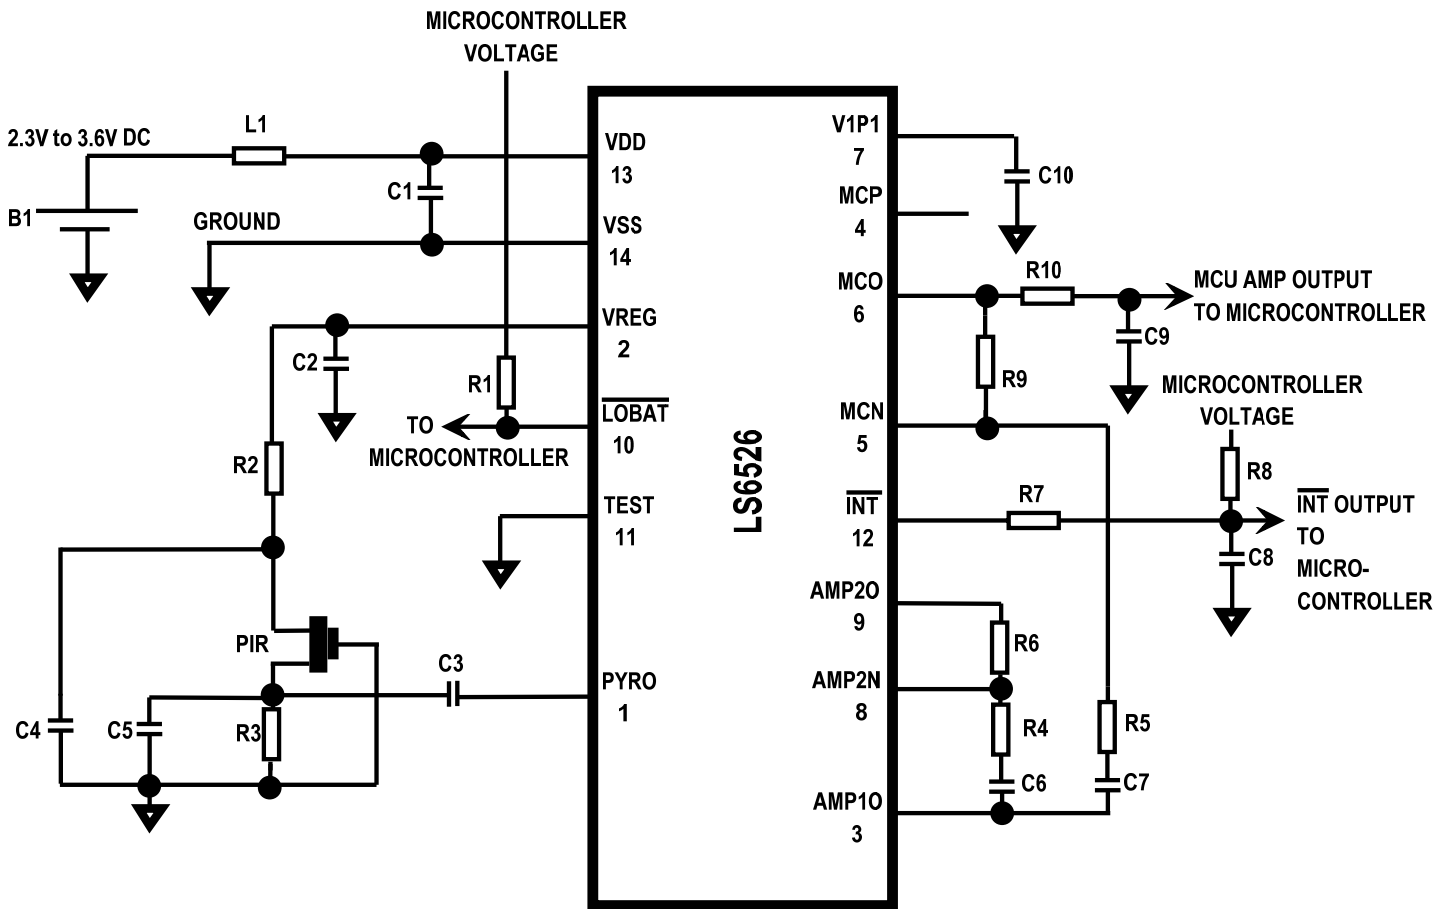 MICROCONTROLLER
VOLTAGE
2.3V to 3.6V DC
L1
VDD
13
C1
B1
GROUND
VSS
14
VREG
2
C2
R1
LOBAT
10
TO
MICROCONTROLLER
R2
TEST
11
PIR
C3
PYRO
1
C4
C5
R3
LS6526
V1P1
7
C10
MCP
4
MCO
6
R10
MCU AMP OUTPUT
TO MICROCONTROLLER
C9
R9
MICROCONTROLLER
VOLTAGE
MCN
5
R8
INT
12
R7
INT OUTPUT
TO
MICRO-
CONTROLLER
C8
AMP2O
9
R6
AMP2N
8
R4
R5
C6
C7
AMP1O
3